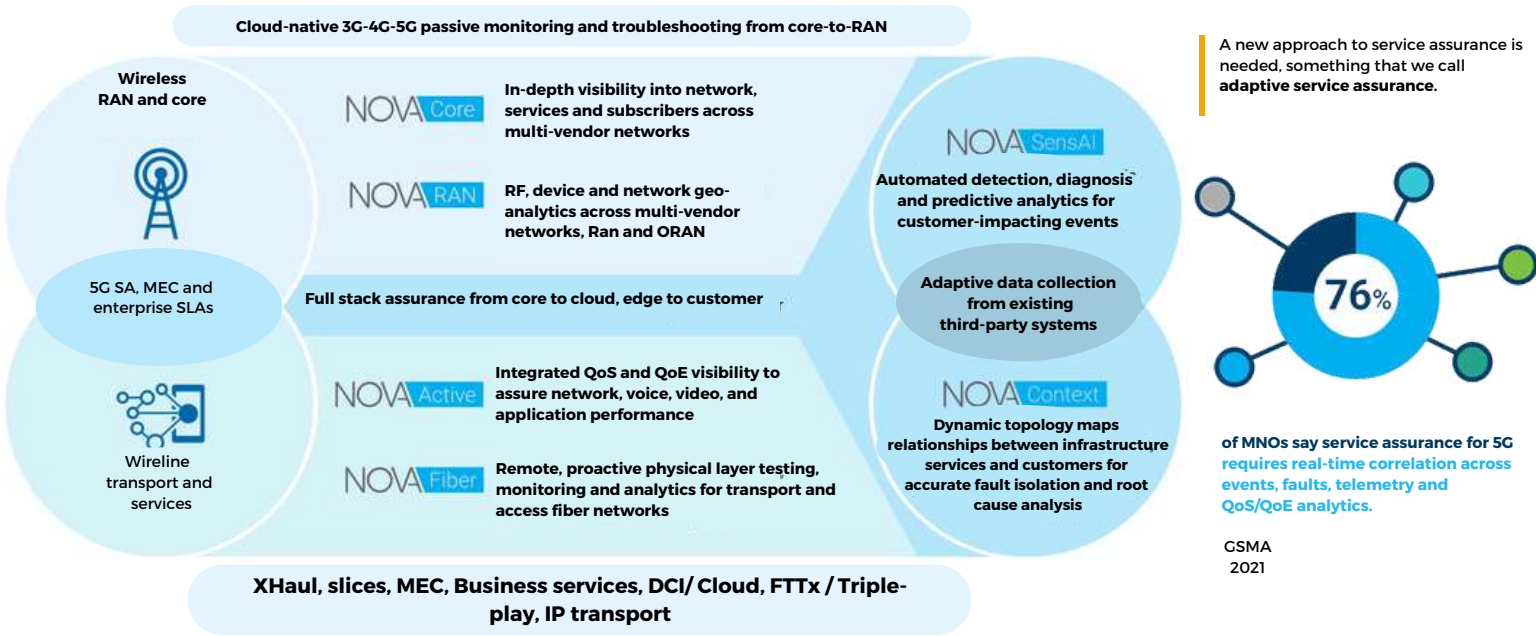 Cloud-native 3G-4G-5G passive monitoring and troubleshooting from core-to-RAN
Wireless
RAN and core
NOVA Core
In-depth visibility into network,
services and subscribers across
multi-vendor networks
NOVA RAN
RF, device and network geo-
analytics across multi-vendor
networks, Ran and ORAN
5G SA, MEC and
enterprise SLAs
Full stack assurance from core to cloud, edge to customer
NOVA Active
Integrated QoS and QoE visibility to
assure network, voice, video, and
application performance
Wireline
transport and
services
NOVA Fiber
Remote, proactive physical layer testing,
monitoring and analytics for transport and
access fiber networks
NOVA SensAI
Automated detection, diagnosis
and predictive analytics for
customer-impacting events
Adaptive data collection
from existing
third-party systems
NOVA Context
Dynamic topology maps
relationships between infrastructure
services and customers for
accurate fault isolation and root
cause analysis
XHaul, slices, MEC, Business services, DCI/ Cloud, FTTx / Triple-
play, IP transport
A new approach to service assurance is
needed, something that we call
adaptive service assurance.
76%
of MNOs say service assurance for 5G
requires real-time correlation across
events, faults, telemetry and
QoS/QoE analytics.
GSMA
2021